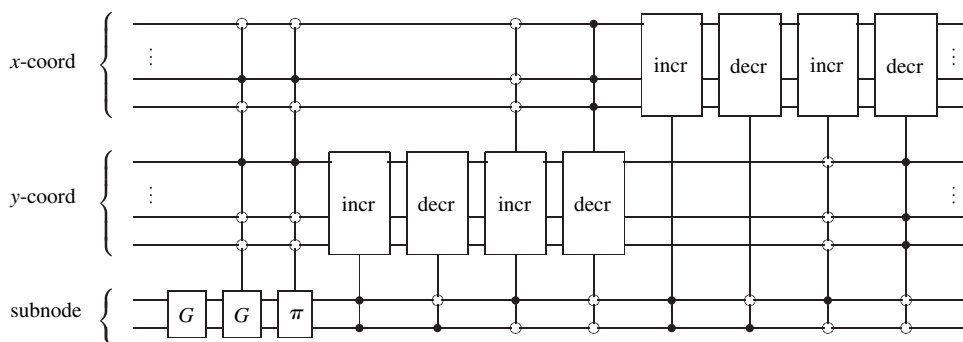 x-coord
⋮ ⋮
incr decr incr decr
y-coord
⋮ ⋮
incr decr incr decr
subnode
G G π